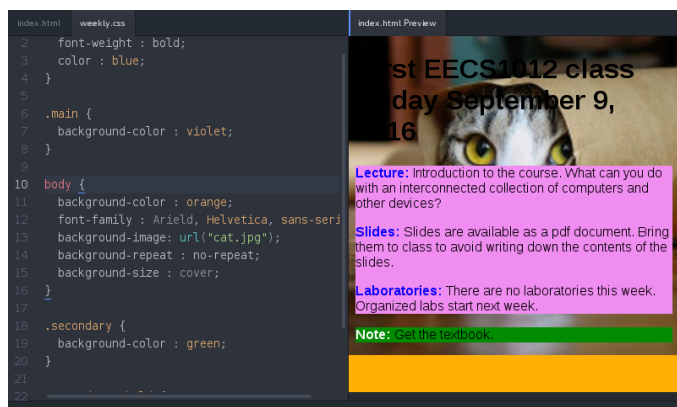 index.html
weekly.css
2 font-weight : bold;
3 color : blue;
4 }
5
6 .main {
7 background-color : violet;
8 }
9
10 body {
11 background-color : orange;
12 font-family : Arield, Helvetica, sans-seri
13 background-image: url("cat.jpg");
14 background-repeat : no-repeat;
15 background-size : cover;
16 }
17
18 .secondary {
19 background-color : green;
20 }
21
22
index.html Preview
First EECS1012 class
Friday September 9,
2016
Lecture: Introduction to the course. What can you do
with an interconnected collection of computers and
other devices?
Slides: Slides are available as a pdf document. Bring
them to class to avoid writing down the contents of the
slides.
Laboratories: There are no laboratories this week.
Organized labs start next week.
Note: Get the textbook.